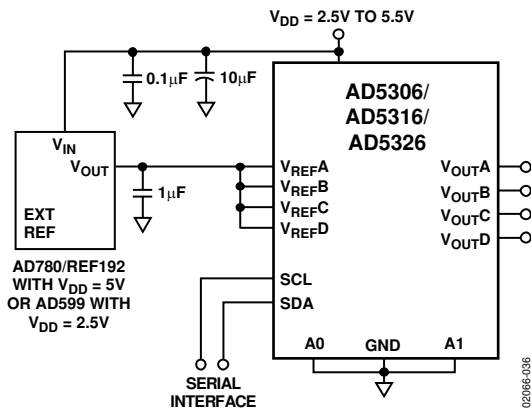 V_DD = 2.5V TO 5.5V
0.1µF
10µF
AD5306/
AD5316/
AD5326
V_IN
V_OUT
1µF
EXT
REF
V_REFA
V_REFB
V_REFC
V_REFD
V_OUTA
V_OUTB
V_OUTC
V_OUTD
AD780/REF192
WITH V_DD = 5V
OR AD599 WITH
V_DD = 2.5V
SCL
SDA
A0
GND
A1
SERIAL
INTERFACE
02066-036